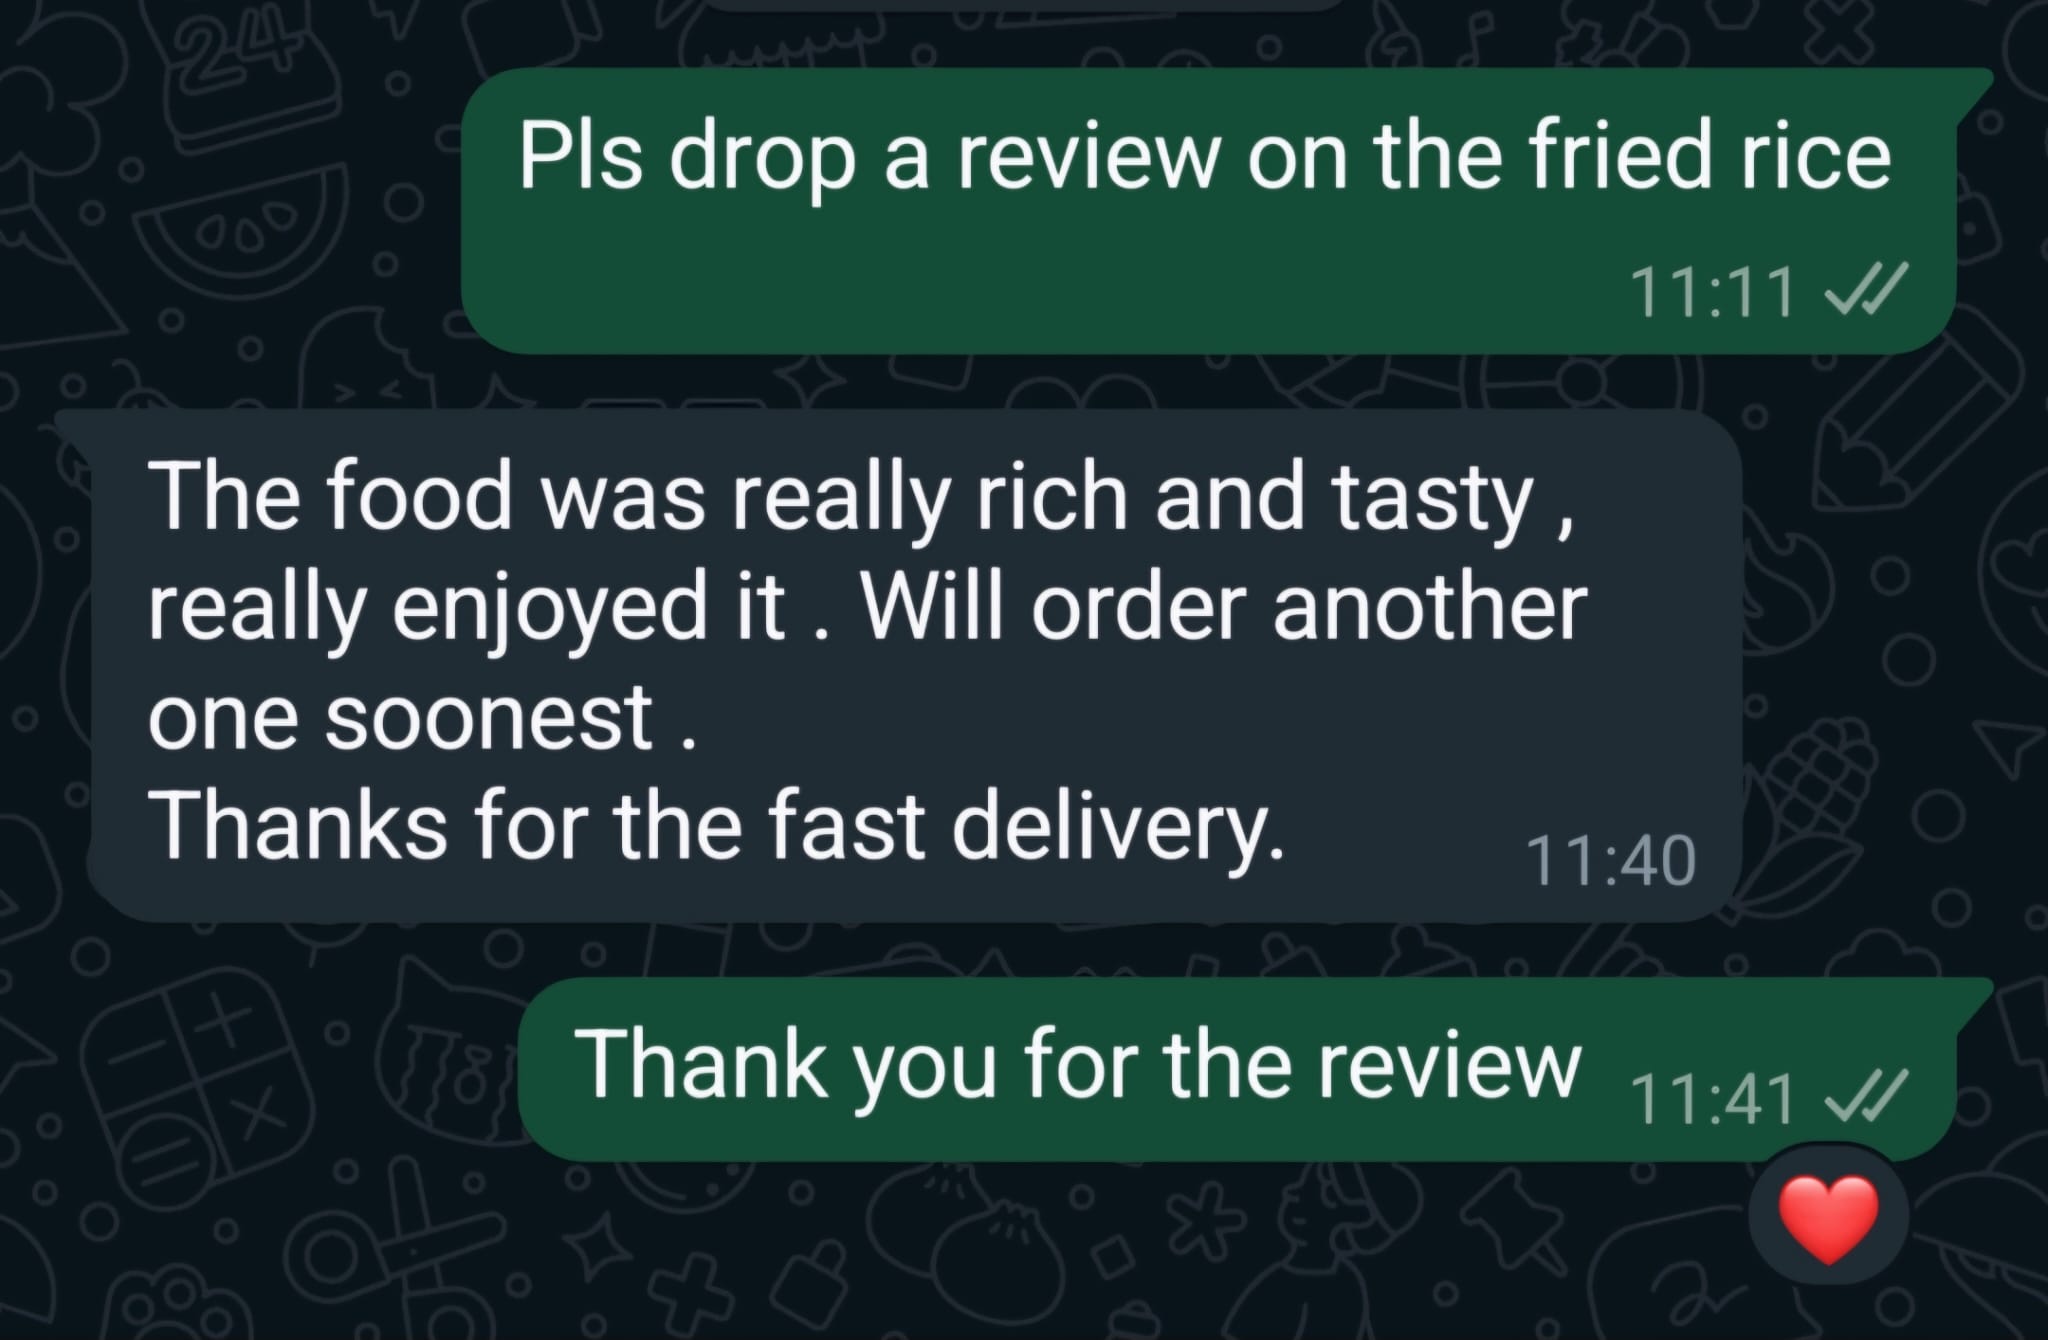 24
Pls drop a review on the fried rice
11:11
The food was really rich and tasty ,
really enjoyed it . Will order another
one soonest .
Thanks for the fast delivery.
11:40
Thank you for the review
11:41